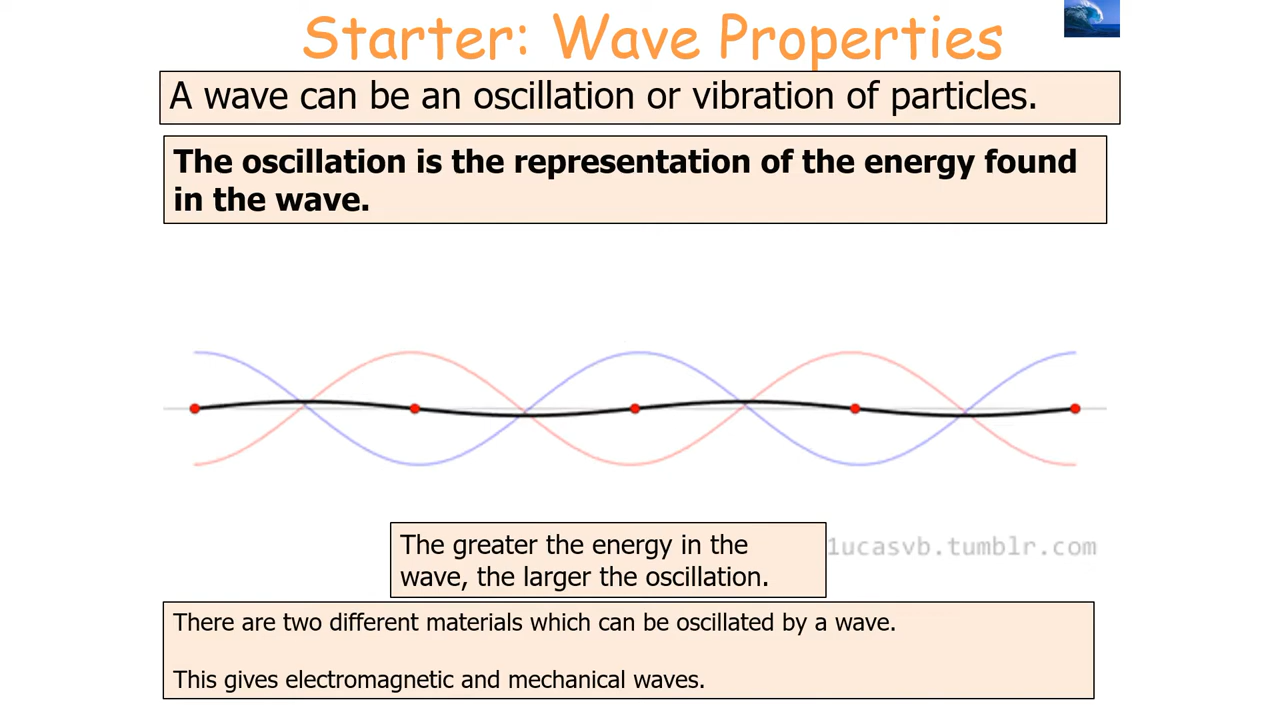 Starter: Wave Properties
A wave can be an oscillation or vibration of particles.
The oscillation is the representation of the energy found
in the wave.
The greater the energy in the
wave, the larger the oscillation.
1ucasvb.tumblr.com
There are two different materials which can be oscillated by a wave.
This gives electromagnetic and mechanical waves.